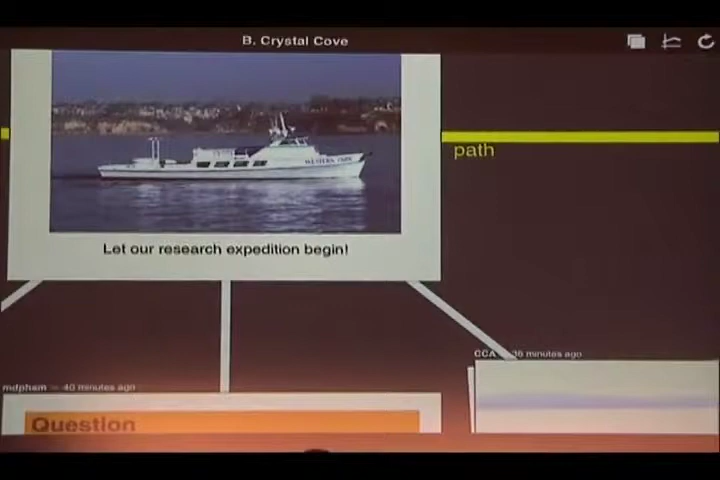 B. Crystal Cove
path
Let our research expedition begin!
CCA — 36 minutes ago
mdpham — 40 minutes ago
Question